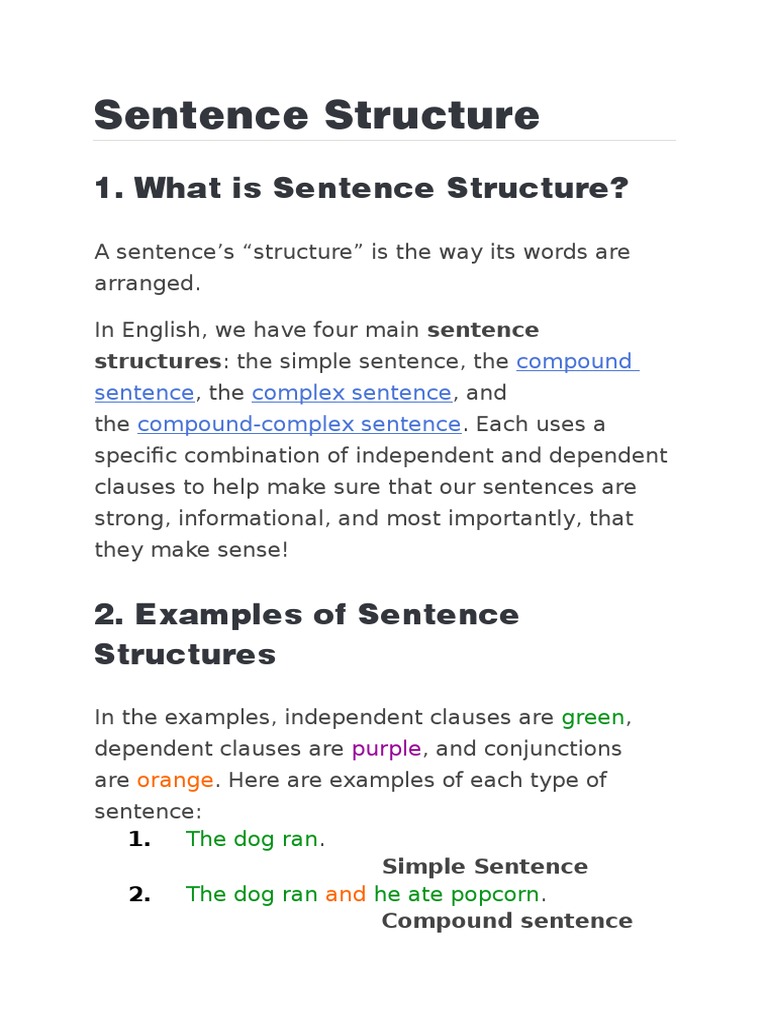 Sentence Structure
1. What is Sentence Structure?
A sentence’s “structure” is the way its words are
arranged.
In English, we have four main sentence
structures: the simple sentence, the compound
sentence, the complex sentence, and
the compound-complex sentence. Each uses a
specific combination of independent and dependent
clauses to help make sure that our sentences are
strong, informational, and most importantly, that
they make sense!
2. Examples of Sentence
Structures
In the examples, independent clauses are green,
dependent clauses are purple, and conjunctions
are orange. Here are examples of each type of
sentence:
1. The dog ran.
Simple Sentence
2. The dog ran and he ate popcorn.
Compound sentence